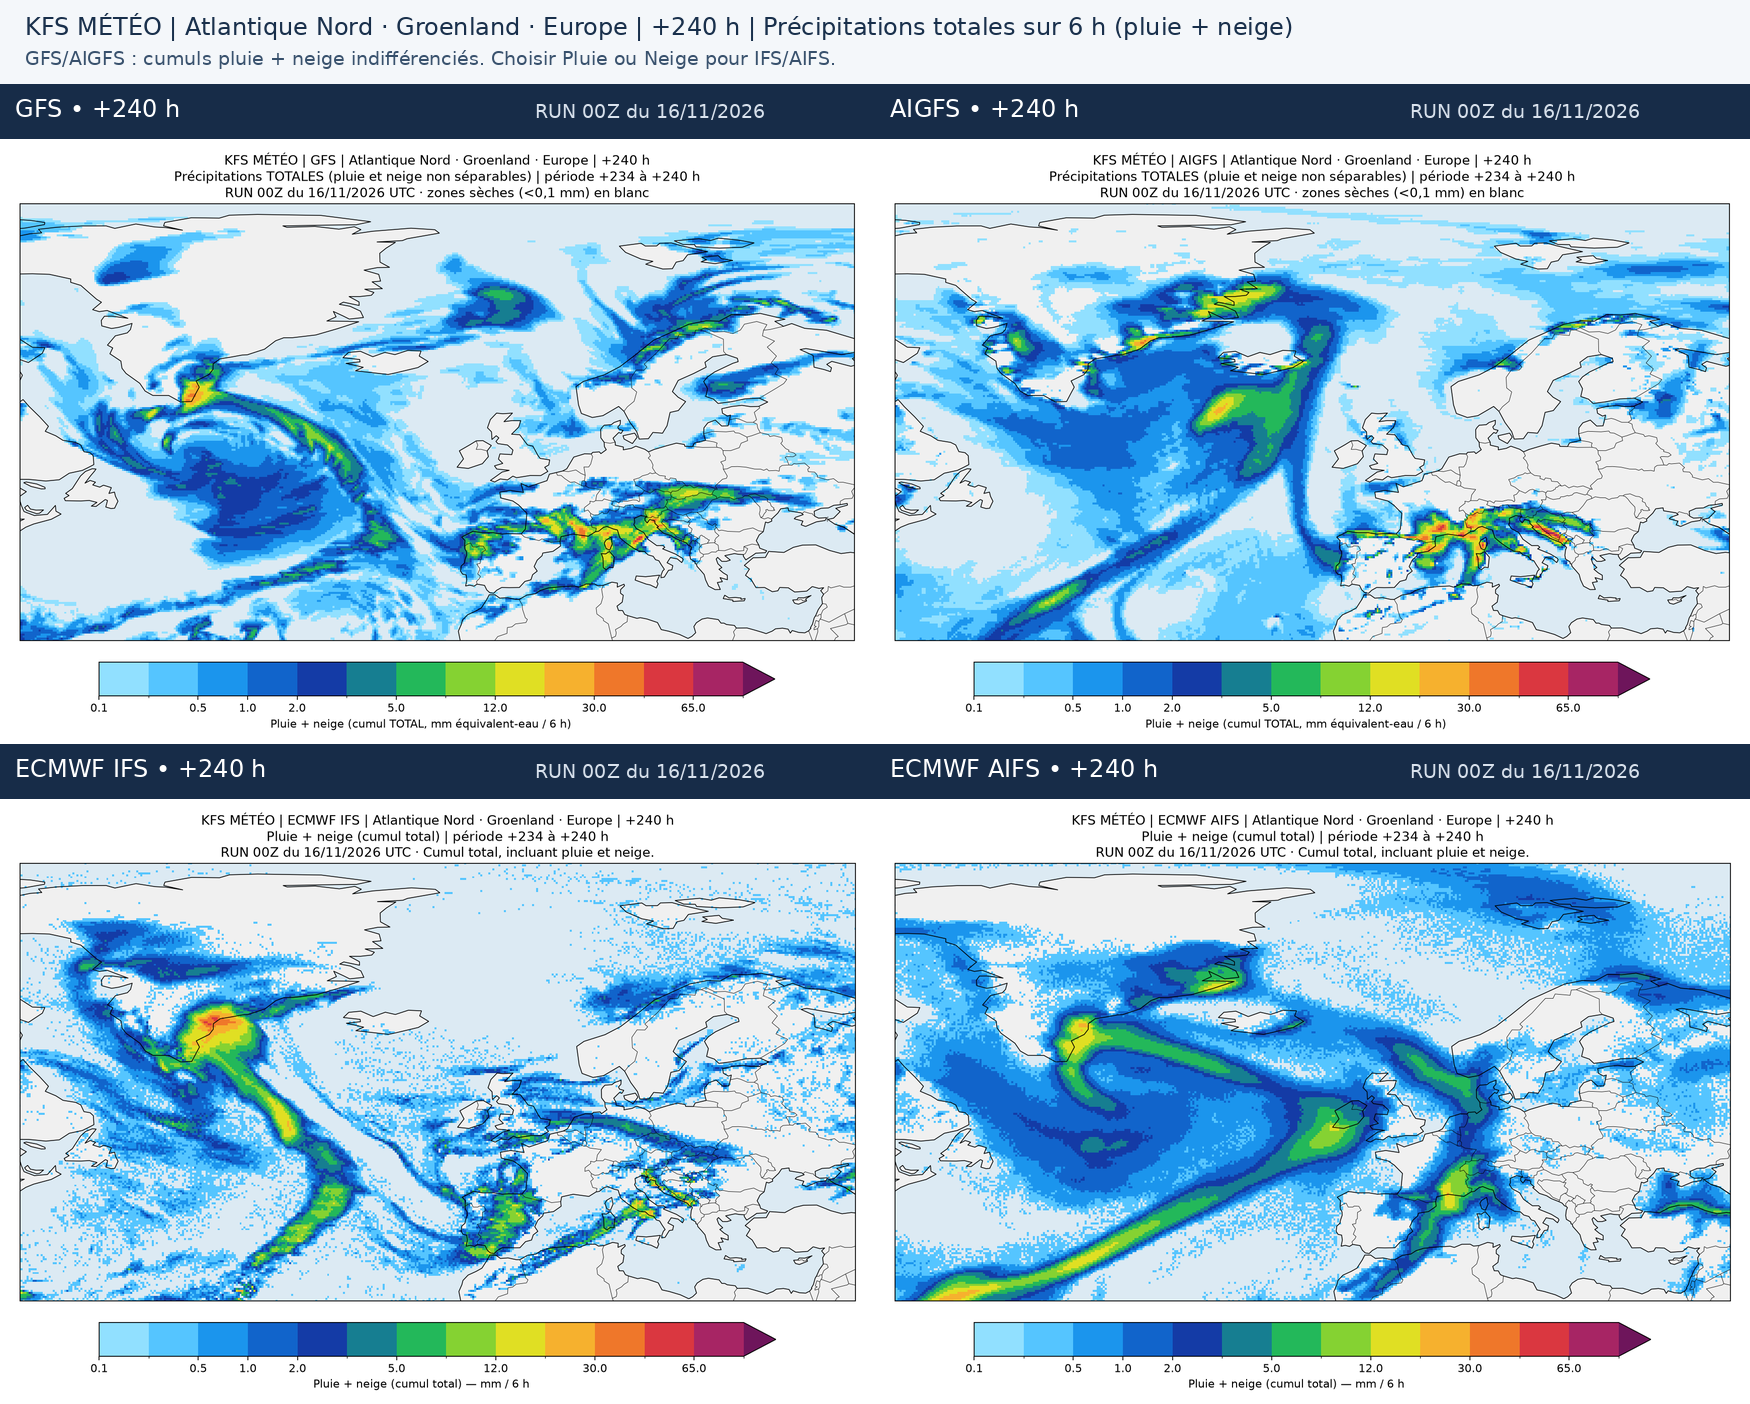 KFS MÉTÉO | Atlantique Nord · Groenland · Europe | +240 h | Précipitations totales sur 6 h (pluie + neige)
GFS/AIGFS : cumuls pluie + neige indifférenciés. Choisir Pluie ou Neige pour IFS/AIFS.
GFS • +240 h RUN 00Z du 16/11/2026
KFS MÉTÉO | GFS | Atlantique Nord · Groenland · Europe | +240 h
Précipitations TOTALES (pluie et neige non séparables) | période +234 à +240 h
RUN 00Z du 16/11/2026 UTC · zones sèches (<0,1 mm) en blanc
0.1 0.5 1.0 2.0 5.0 12.0 30.0 65.0
Pluie + neige (cumul TOTAL, mm équivalent-eau / 6 h)
AIGFS • +240 h RUN 00Z du 16/11/2026
KFS MÉTÉO | AIGFS | Atlantique Nord · Groenland · Europe | +240 h
Précipitations TOTALES (pluie et neige non séparables) | période +234 à +240 h
RUN 00Z du 16/11/2026 UTC · zones sèches (<0,1 mm) en blanc
0.1 0.5 1.0 2.0 5.0 12.0 30.0 65.0
Pluie + neige (cumul TOTAL, mm équivalent-eau / 6 h)
ECMWF IFS • +240 h RUN 00Z du 16/11/2026
KFS MÉTÉO | ECMWF IFS | Atlantique Nord · Groenland · Europe | +240 h
Pluie + neige (cumul total) | période +234 à +240 h
RUN 00Z du 16/11/2026 UTC · Cumul total, incluant pluie et neige.
0.1 0.5 1.0 2.0 5.0 12.0 30.0 65.0
Pluie + neige (cumul total) — mm / 6 h
ECMWF AIFS • +240 h RUN 00Z du 16/11/2026
KFS MÉTÉO | ECMWF AIFS | Atlantique Nord · Groenland · Europe | +240 h
Pluie + neige (cumul total) | période +234 à +240 h
RUN 00Z du 16/11/2026 UTC · Cumul total, incluant pluie et neige.
0.1 0.5 1.0 2.0 5.0 12.0 30.0 65.0
Pluie + neige (cumul total) — mm / 6 h